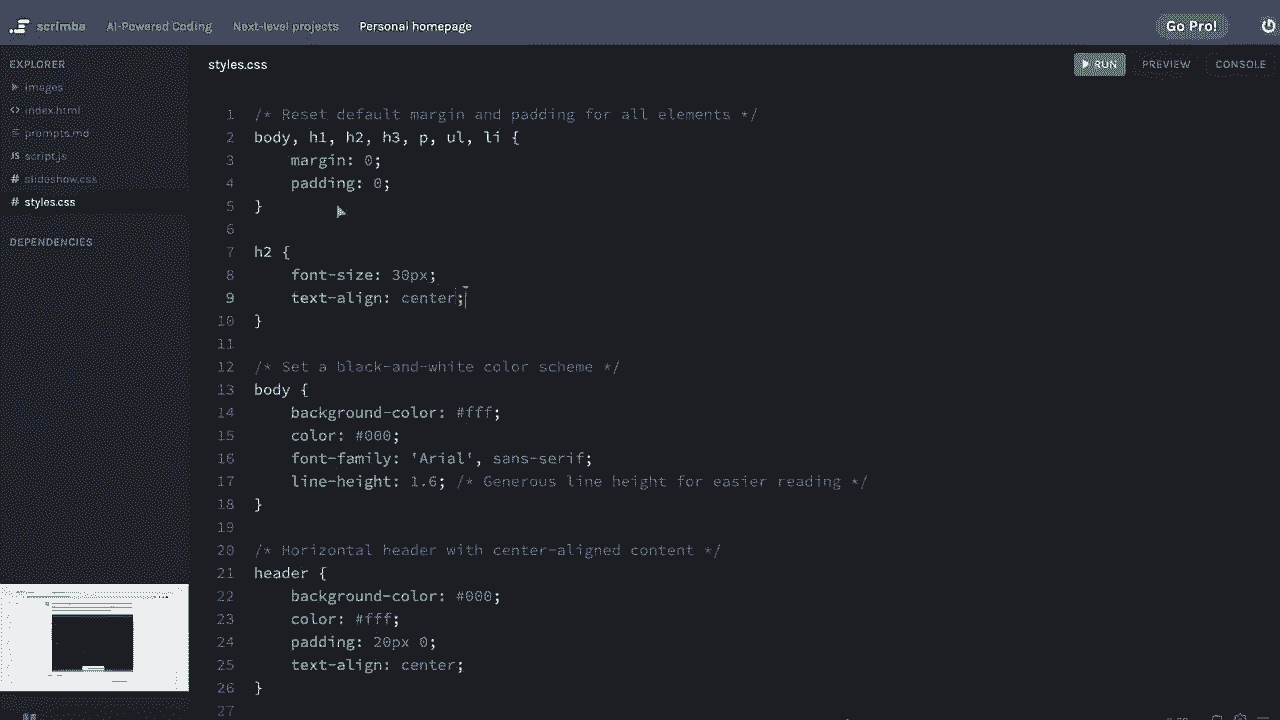 scrimba AI-Powered Coding Next-level projects Personal homepage Go Pro!
EXPLORER
images
index.html
prompts.md
JS script.js
# slideshow.css
# styles.css
DEPENDENCIES
styles.css
RUN PREVIEW CONSOLE
1 /* Reset default margin and padding for all elements */
2 body, h1, h2, h3, p, ul, li {
3 margin: 0;
4 padding: 0;
5 }
6
7 h2 {
8 font-size: 30px;
9 text-align: center;
10 }
11
12 /* Set a black-and-white color scheme */
13 body {
14 background-color: #fff;
15 color: #000;
16 font-family: 'Arial', sans-serif;
17 line-height: 1.6; /* Generous line height for easier reading */
18 }
19
20 /* Horizontal header with center-aligned content */
21 header {
22 background-color: #000;
23 color: #fff;
24 padding: 20px 0;
25 text-align: center;
26 }
27